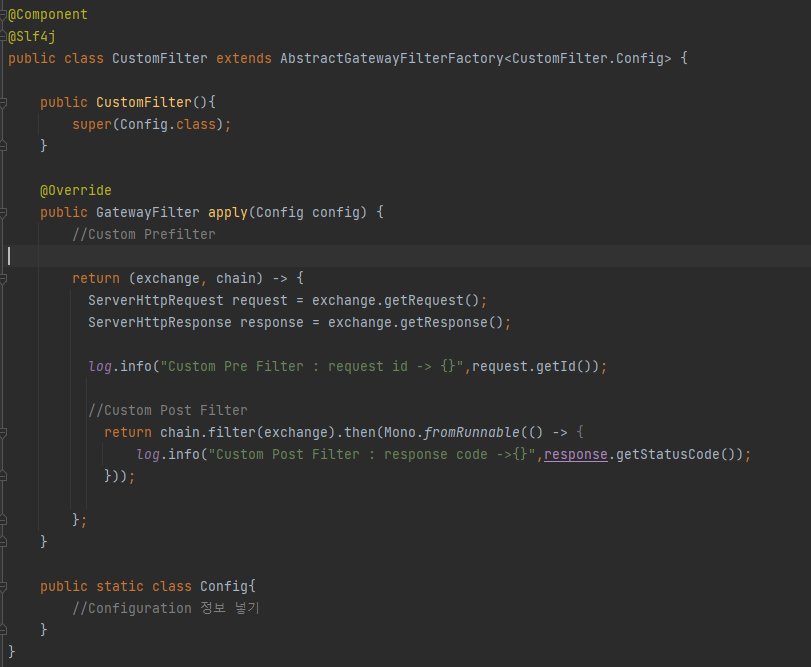 @Component
@Slf4j
public class CustomFilter extends AbstractGatewayFilterFactory<CustomFilter.Config> {
public CustomFilter(){
super(Config.class);
}
@Override
public GatewayFilter apply(Config config) {
//Custom Prefilter
return (exchange, chain) -> {
ServerHttpRequest request = exchange.getRequest();
ServerHttpResponse response = exchange.getResponse();
log.info("Custom Pre Filter : request id -> {}",request.getId());
//Custom Post Filter
return chain.filter(exchange).then(Mono.fromRunnable(() -> {
log.info("Custom Post Filter : response code ->{}",response.getStatusCode());
}));
};
}
public static class Config{
//Configuration 정보 넣기
}
}